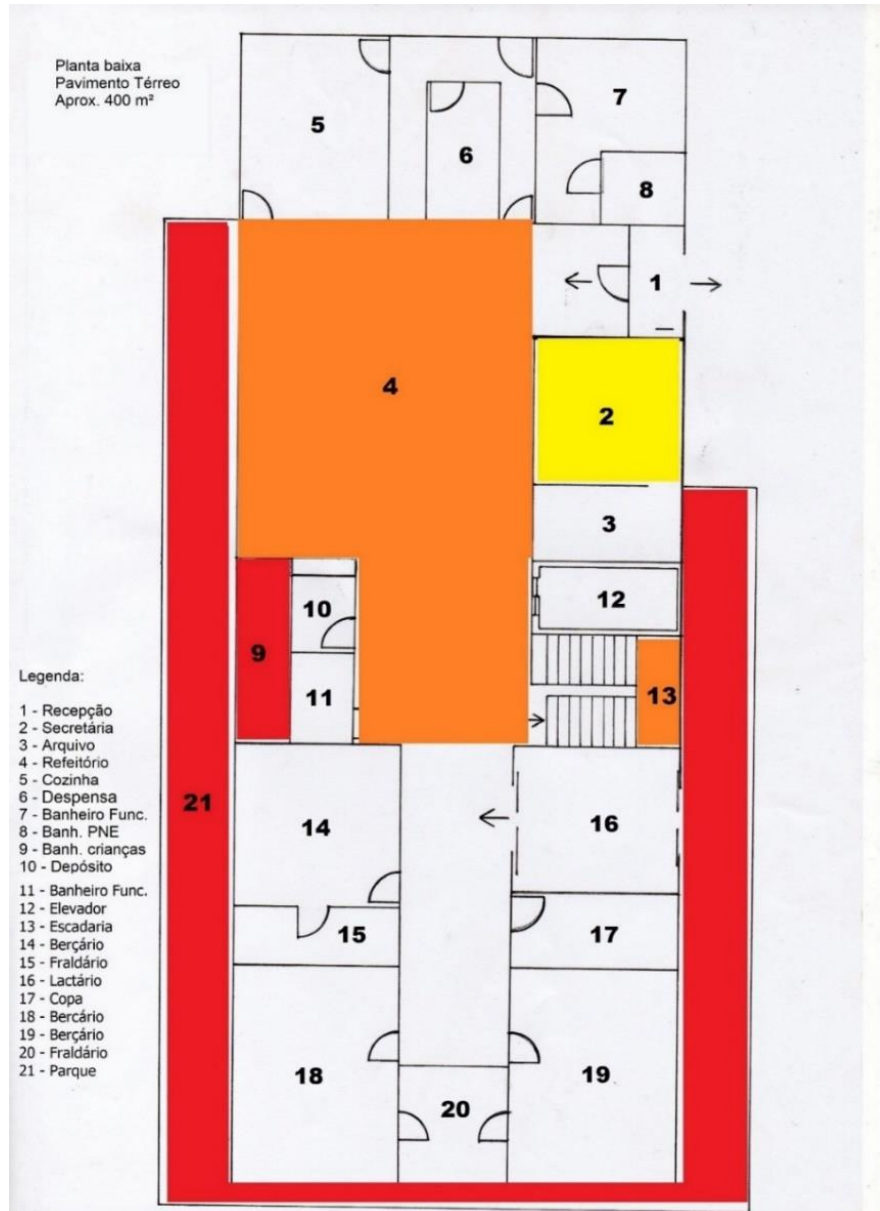 Planta baixa
Pavimento Térreo
Aprox. 400 m²
5
6
7
8
1
4
2
3
12
10
9
11
13
21
14
16
15
17
18
19
20
Legenda:
1 - Recepção
2 - Secretária
3 - Arquivo
4 - Refeitório
5 - Cozinha
6 - Despensa
7 - Banheiro Func.
8 - Banh. PNE
9 - Banh. crianças
10 - Depósito
11 - Banheiro Func.
12 - Elevador
13 - Escadaria
14 - Berçário
15 - Fraldário
16 - Lactário
17 - Copa
18 - Bercário
19 - Berçário
20 - Fraldário
21 - Parque